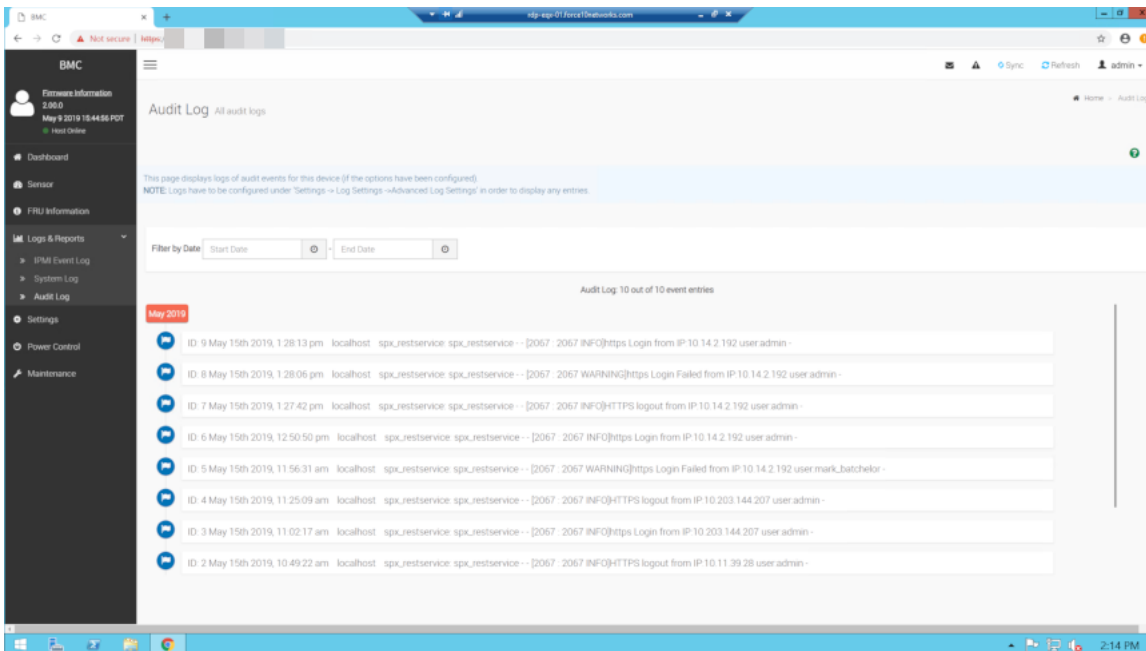 BMC
rdp-eqx-01.force10networks.com
Not secure | https:/
BMC
Sync
Refresh
admin
Firmware Information
2.00.0
May 9 2019 15:44:56 PDT
Host Online
Audit Log All audit logs
Home > Audit Log
Dashboard
This page displays logs of audit events for this device (if the options have been configured).
Sensor
NOTE: Logs have to be configured under 'Settings -> Log Settings ->Advanced Log Settings' in order to display any entries.
FRU Information
Logs & Reports
Filter by Date Start Date - End Date
IPMI Event Log
System Log
Audit Log
Audit Log: 10 out of 10 event entries
Settings
May 2019
Power Control
Maintenance
ID: 9 May 15th 2019, 1:28:13 pm localhost spx_restservice: spx_restservice - - [2067 : 2067 INFO]https Login from IP:10.14.2.192 user:admin -
ID: 8 May 15th 2019, 1:28:06 pm localhost spx_restservice: spx_restservice - - [2067 : 2067 WARNING]https Login Failed from IP:10.14.2.192 user:admin -
ID: 7 May 15th 2019, 1:27:42 pm localhost spx_restservice: spx_restservice - - [2067 : 2067 INFO]HTTPS logout from IP:10.14.2.192 user:admin -
ID: 6 May 15th 2019, 12:50:50 pm localhost spx_restservice: spx_restservice - - [2067 : 2067 INFO]https Login from IP:10.14.2.192 user:admin -
ID: 5 May 15th 2019, 11:56:31 am localhost spx_restservice: spx_restservice - - [2067 : 2067 WARNING]https Login Failed from IP:10.14.2.192 user:mark_batchelor -
ID: 4 May 15th 2019, 11:25:09 am localhost spx_restservice: spx_restservice - - [2067 : 2067 INFO]HTTPS logout from IP:10.203.144.207 user:admin -
ID: 3 May 15th 2019, 11:02:17 am localhost spx_restservice: spx_restservice - - [2067 : 2067 INFO]https Login from IP:10.203.144.207 user:admin -
ID: 2 May 15th 2019, 10:49:22 am localhost spx_restservice: spx_restservice - - [2067 : 2067 INFO]HTTPS logout from IP:10.11.39.28 user:admin -
2:14 PM